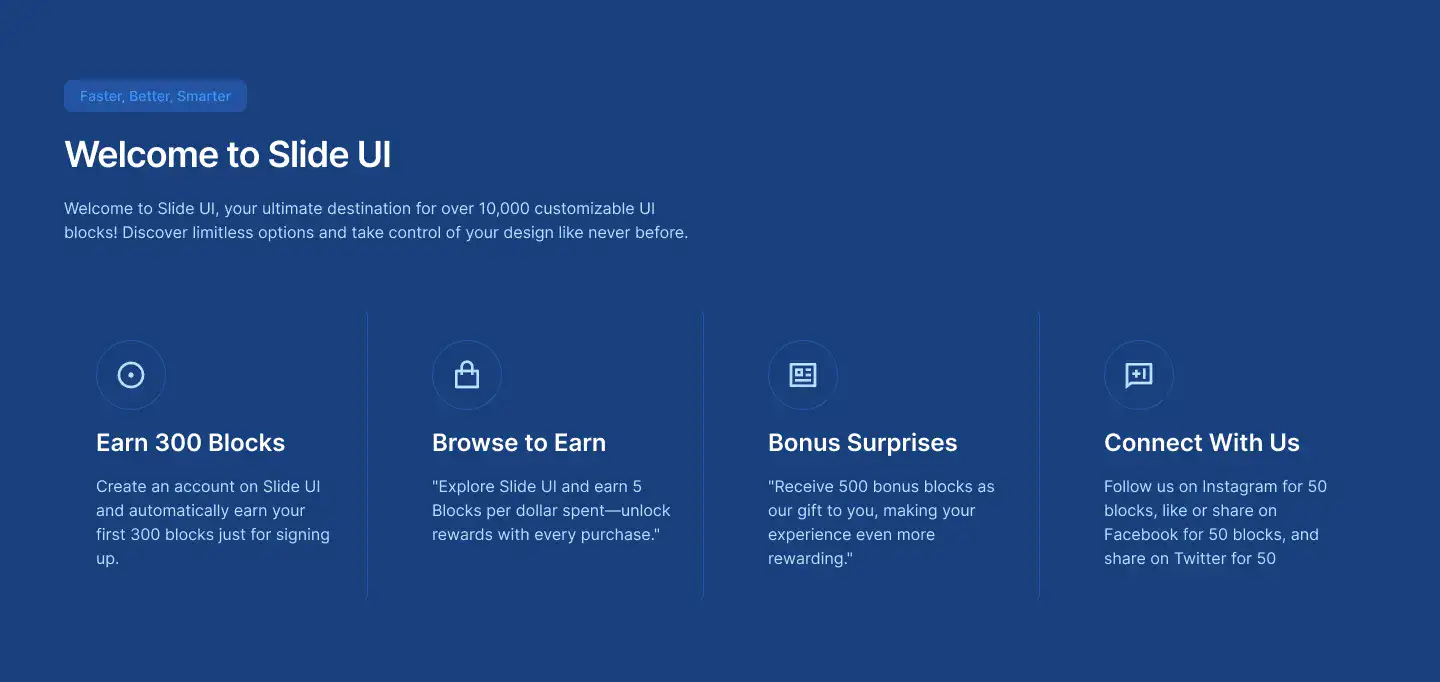 Faster, Better, Smarter
Welcome to Slide UI
Welcome to Slide UI, your ultimate destination for over 10,000 customizable UI
blocks! Discover limitless options and take control of your design like never before.
Earn 300 Blocks
Create an account on Slide UI
and automatically earn your
first 300 blocks just for signing
up.
Browse to Earn
"Explore Slide UI and earn 5
Blocks per dollar spent—unlock
rewards with every purchase."
Bonus Surprises
"Receive 500 bonus blocks as
our gift to you, making your
experience even more
rewarding."
Connect With Us
Follow us on Instagram for 50
blocks, like or share on
Facebook for 50 blocks, and
share on Twitter for 50